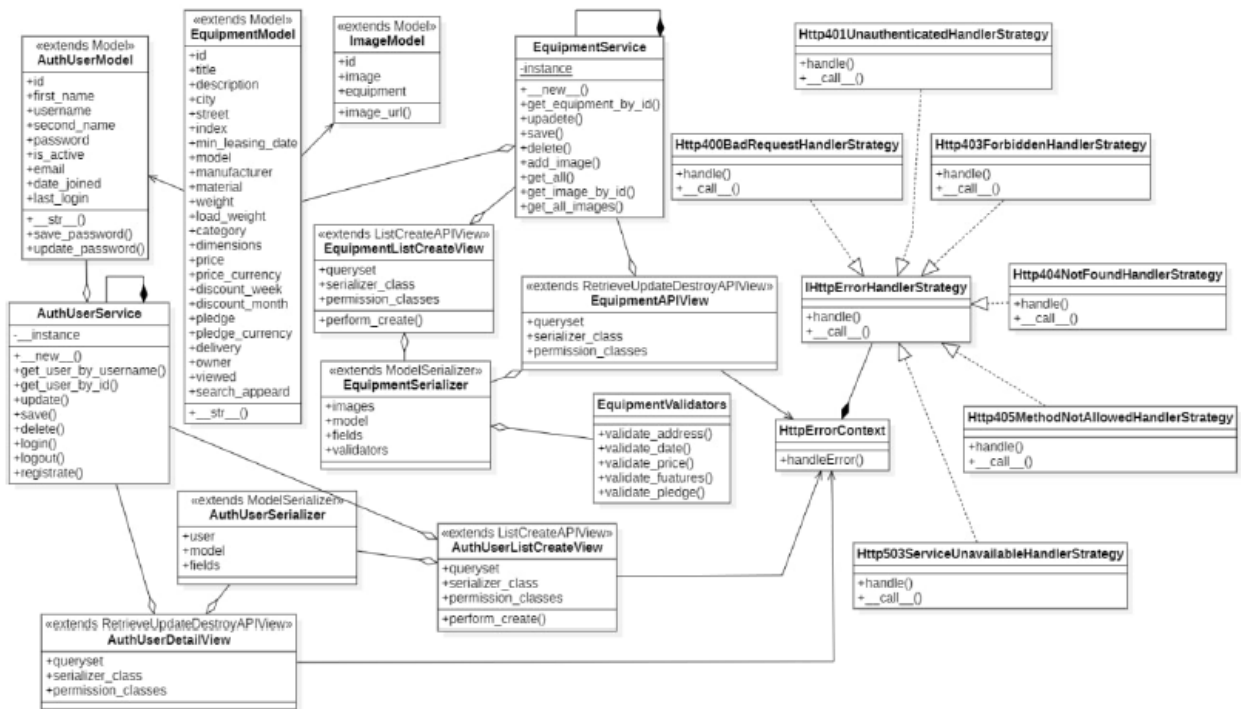 «extends Model»
AuthUserModel
+id
+first_name
+username
+second_name
+password
+is_active
+email
+date_joined
+last_login
+__str__()
+save_password()
+update_password()
«extends Model»
EquipmentModel
+id
+title
+description
+city
+street
+index
+min_leasing_date
+model
+manufacturer
+material
+weight
+load_weight
+category
+dimensions
+price
+price_currency
+discount_week
+discount_month
+pledge
+pledge_currency
+delivery
+owner
+viewed
+search_appeard
+__str__()
«extends Model»
ImageModel
+id
+image
+equipment
+image_url()
EquipmentService
-instance
+__new__()
+get_equipment_by_id()
+upadete()
+save()
+delete()
+add_image()
+get_all()
+get_image_by_id()
+get_all_images()
Http401UnauthenticatedHandlerStrategy
+handle()
+__call__()
Http400BadRequestHandlerStrategy
+handle()
+__call__()
Http403ForbiddenHandlerStrategy
+handle()
+__call__()
«extends ListCreateAPIView»
EquipmentListCreateView
+queryset
+serializer_class
+permission_classes
+perform_create()
«extends RetrieveUpdateDestroyAPIView»
EquipmentAPIView
+queryset
+serializer_class
+permission_classes
IHttpErrorHandlerStrategy
+handle()
+__call__()
Http404NotFoundHandlerStrategy
+handle()
+__call__()
AuthUserService
-__instance
+__new__()
+get_user_by_username()
+get_user_by_id()
+update()
+save()
+delete()
+login()
+logout()
+registrate()
«extends ModelSerializer»
EquipmentSerializer
+images
+model
+fields
+validators
EquipmentValidators
+validate_address()
+validate_date()
+validate_price()
+validate_fuatures()
+validate_pledge()
HttpErrorContext
+handleError()
Http405MethodNotAllowedHandlerStrategy
+handle()
+__call__()
«extends ModelSerializer»
AuthUserSerializer
+user
+model
+fields
«extends ListCreateAPIView»
AuthUserListCreateView
+queryset
+serializer_class
+permission_classes
+perform_create()
Http503ServiceUnavailableHandlerStrategy
+handle()
+__call__()
«extends RetrieveUpdateDestroyAPIView»
AuthUserDetailView
+queryset
+serializer_class
+permission_classes